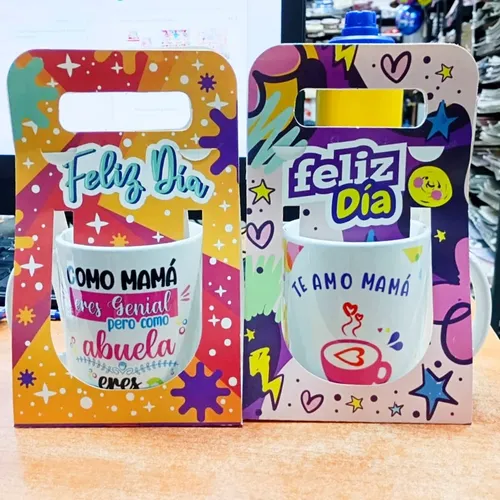 Feliz Día
COMO MAMÁ
eres Genial
pero como
abuela
eres
feliz
Día
TE AMO MAMÁ